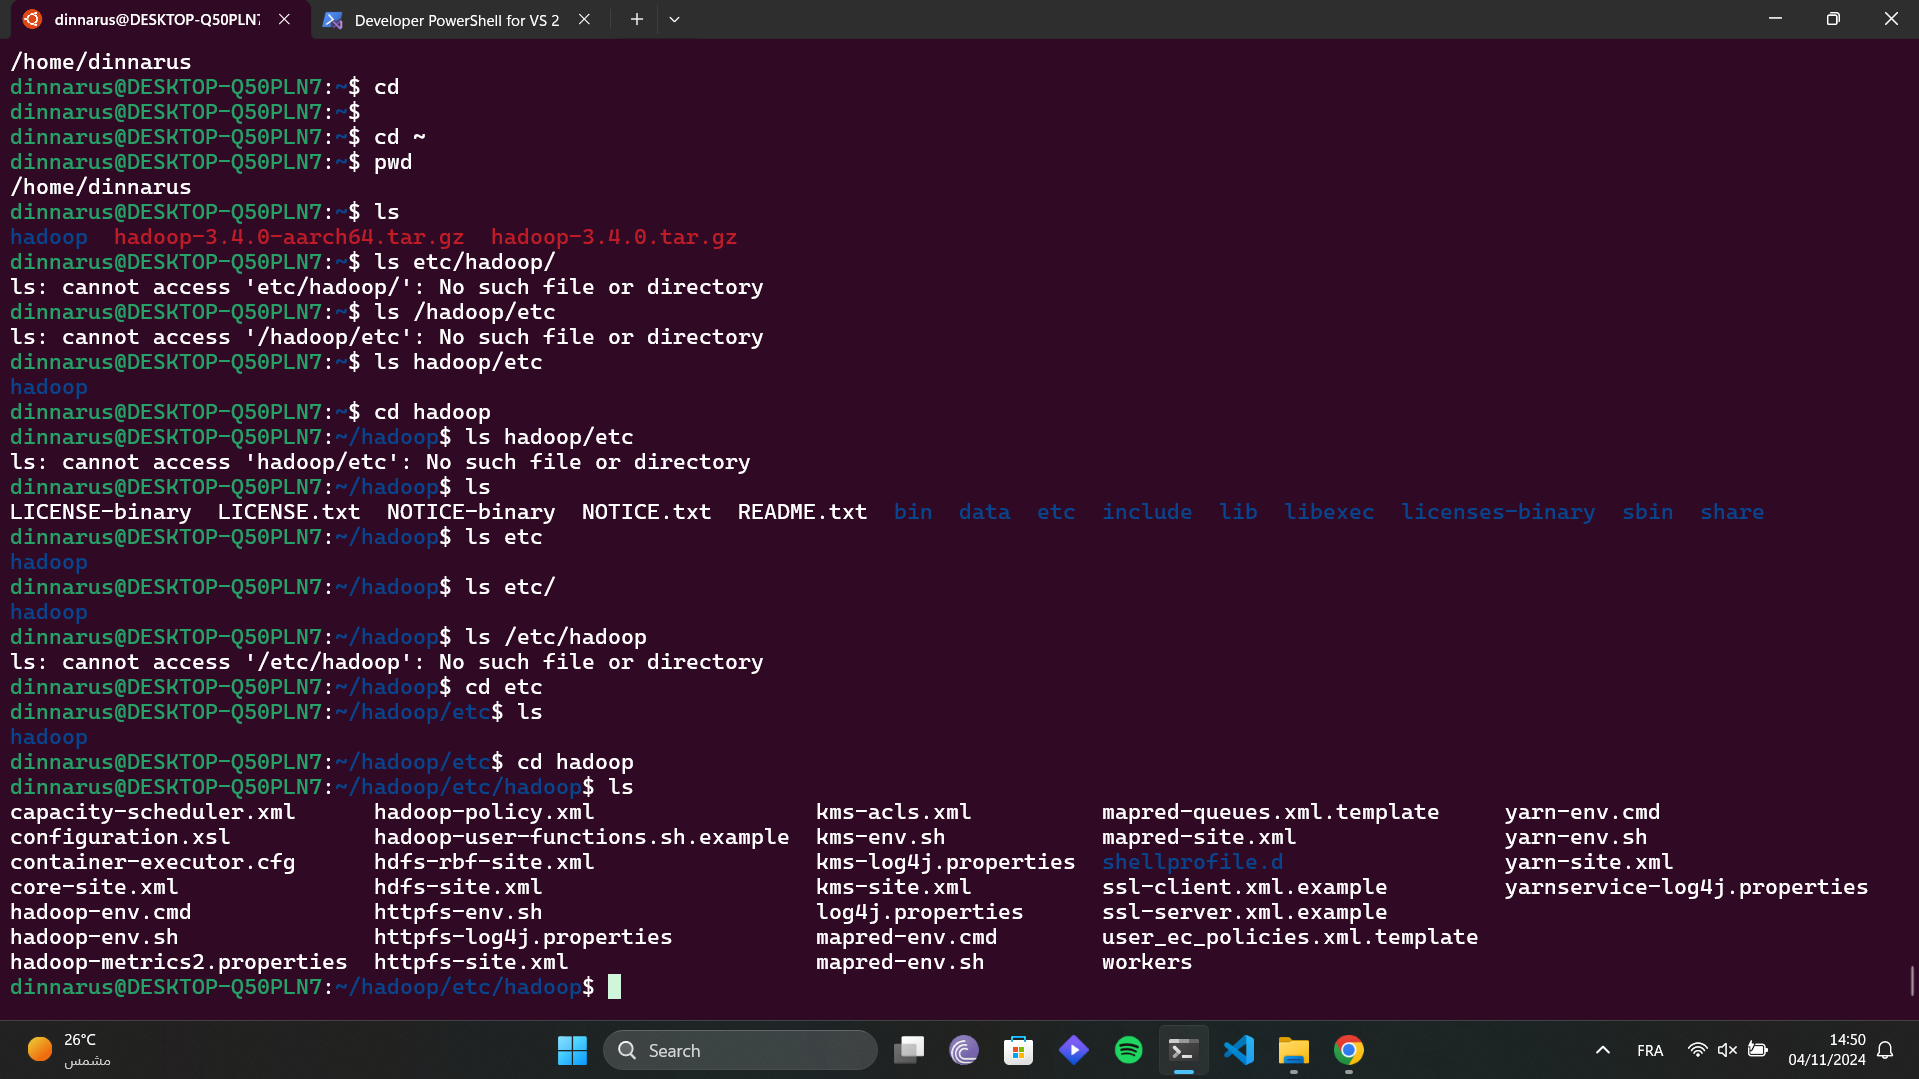 dinnarus@DESKTOP-Q50PLN7
Developer PowerShell for VS 2
/home/dinnarus
dinnarus@DESKTOP-Q50PLN7:~$ cd
dinnarus@DESKTOP-Q50PLN7:~$
dinnarus@DESKTOP-Q50PLN7:~$ cd ~
dinnarus@DESKTOP-Q50PLN7:~$ pwd
/home/dinnarus
dinnarus@DESKTOP-Q50PLN7:~$ ls
hadoop  hadoop-3.4.0-aarch64.tar.gz  hadoop-3.4.0.tar.gz
dinnarus@DESKTOP-Q50PLN7:~$ ls etc/hadoop/
ls: cannot access 'etc/hadoop/': No such file or directory
dinnarus@DESKTOP-Q50PLN7:~$ ls /hadoop/etc
ls: cannot access '/hadoop/etc': No such file or directory
dinnarus@DESKTOP-Q50PLN7:~$ ls hadoop/etc
hadoop
dinnarus@DESKTOP-Q50PLN7:~$ cd hadoop
dinnarus@DESKTOP-Q50PLN7:~/hadoop$ ls hadoop/etc
ls: cannot access 'hadoop/etc': No such file or directory
dinnarus@DESKTOP-Q50PLN7:~/hadoop$ ls
LICENSE-binary  LICENSE.txt  NOTICE-binary  NOTICE.txt  README.txt  bin  data  etc  include  lib  libexec  licenses-binary  sbin  share
dinnarus@DESKTOP-Q50PLN7:~/hadoop$ ls etc
hadoop
dinnarus@DESKTOP-Q50PLN7:~/hadoop$ ls etc/
hadoop
dinnarus@DESKTOP-Q50PLN7:~/hadoop$ ls /etc/hadoop
ls: cannot access '/etc/hadoop': No such file or directory
dinnarus@DESKTOP-Q50PLN7:~/hadoop$ cd etc
dinnarus@DESKTOP-Q50PLN7:~/hadoop/etc$ ls
hadoop
dinnarus@DESKTOP-Q50PLN7:~/hadoop/etc$ cd hadoop
dinnarus@DESKTOP-Q50PLN7:~/hadoop/etc/hadoop$ ls
capacity-scheduler.xml      hadoop-policy.xml                 kms-acls.xml          mapred-queues.xml.template     yarn-env.cmd
configuration.xsl           hadoop-user-functions.sh.example  kms-env.sh            mapred-site.xml                yarn-env.sh
container-executor.cfg      hdfs-rbf-site.xml                 kms-log4j.properties  shellprofile.d                 yarn-site.xml
core-site.xml               hdfs-site.xml                     kms-site.xml          ssl-client.xml.example         yarnservice-log4j.properties
hadoop-env.cmd              httpfs-env.sh                     log4j.properties      ssl-server.xml.example
hadoop-env.sh               httpfs-log4j.properties           mapred-env.cmd        user_ec_policies.xml.template
hadoop-metrics2.properties  httpfs-site.xml                   mapred-env.sh         workers
dinnarus@DESKTOP-Q50PLN7:~/hadoop/etc/hadoop$
26°C
مشمس
Search
FRA
14:50
04/11/2024